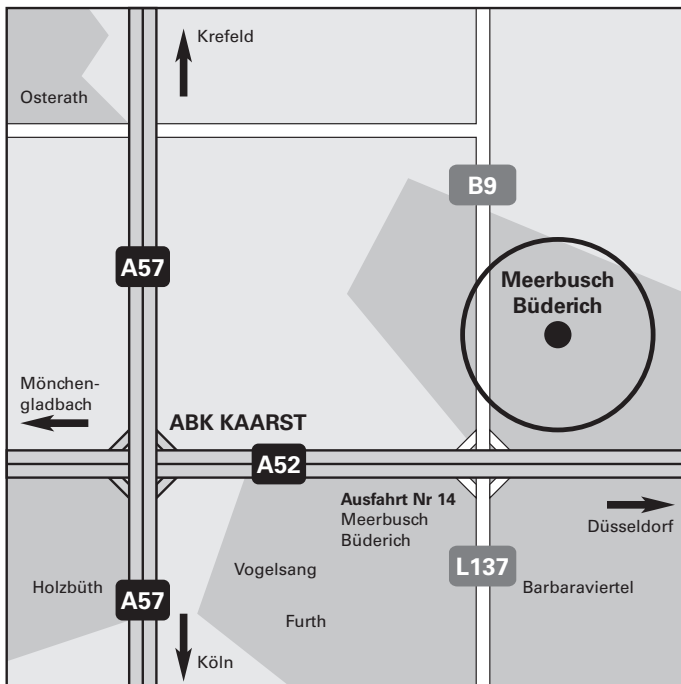 Krefeld
Osterath
B9
A57
Meerbusch
Büderich
Mönchen-
gladbach
ABK KAARST
A52
Ausfahrt Nr 14
Meerbusch
Büderich
Düsseldorf
L137
Vogelsang
Holzbüth
Barbaraviertel
A57
Furth
Köln